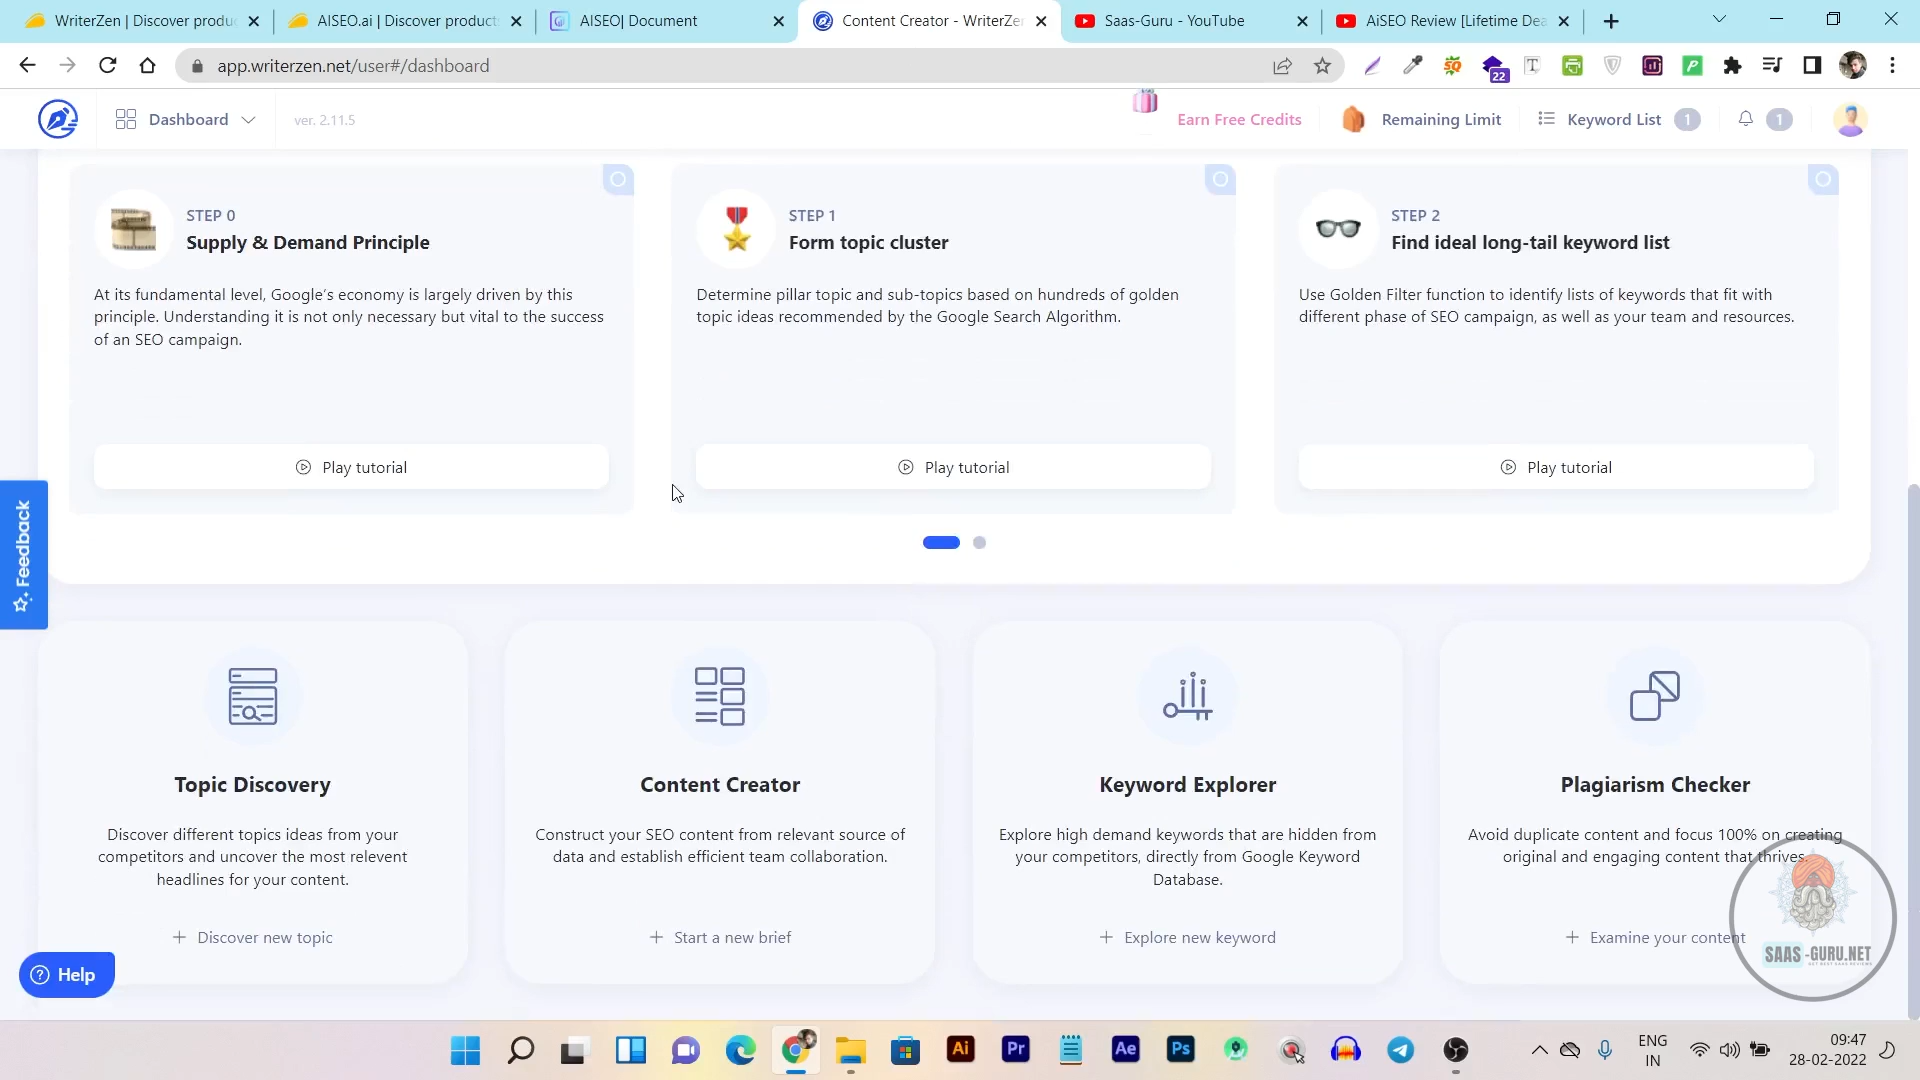 WriterZen | Discover produc
AISEO.ai | Discover products
AISEO| Document
Content Creator - WriterZen
Saas-Guru - YouTube
AiSEO Review [Lifetime Dea
app.writerzen.net/user#/dashboard
22
Dashboard
ver. 2.11.5
Earn Free Credits
Remaining Limit
Keyword List
1
1
STEP 0
Supply & Demand Principle
At its fundamental level, Google's economy is largely driven by this
principle. Understanding it is not only necessary but vital to the success
of an SEO campaign.
Play tutorial
STEP 1
Form topic cluster
Determine pillar topic and sub-topics based on hundreds of golden
topic ideas recommended by the Google Search Algorithm.
Play tutorial
STEP 2
Find ideal long-tail keyword list
Use Golden Filter function to identify lists of keywords that fit with
different phase of SEO campaign, as well as your team and resources.
Play tutorial
Feedback
Topic Discovery
Discover different topics ideas from your
competitors and uncover the most relevent
headlines for your content.
Discover new topic
Content Creator
Construct your SEO content from relevant source of
data and establish efficient team collaboration.
Start a new brief
Keyword Explorer
Explore high demand keywords that are hidden from
your competitors, directly from Google Keyword
Database.
Explore new keyword
Plagiarism Checker
Avoid duplicate content and focus 100% on creating
original and engaging content that thrives.
Examine your content
SAAS-GURU.NET
Help
Ai
Pr
Ae
Ps
ENG
IN
09:47
28-02-2022